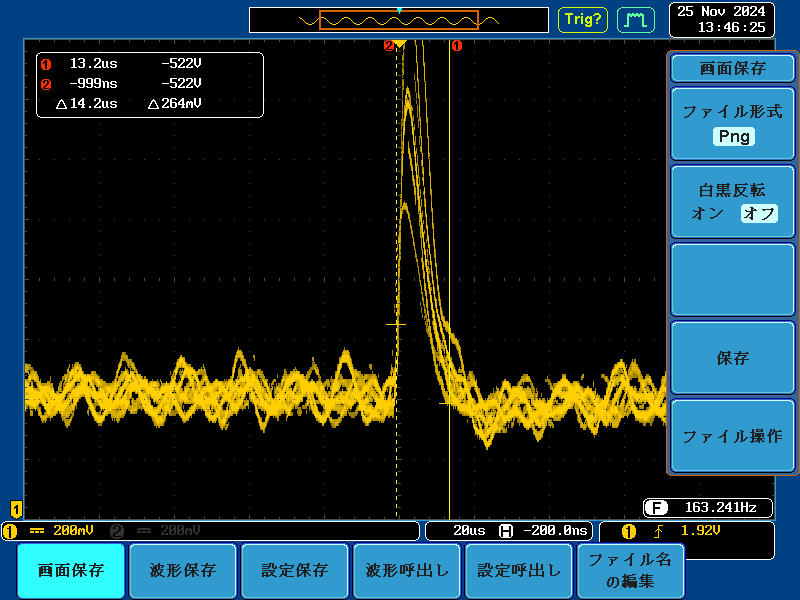 Trig?
25 Nov 2024
13:46:25
1 13.2us -522V
2 -999ns -522V
△14.2us △264mV
2
1
画面保存
ファイル形式
Png
白黒反転
オン オフ
保存
ファイル操作
1
F 163.241Hz
1 200mV 2 200mV 20us H -200.0ns 1 1.92V
画面保存 波形保存 設定保存 波形呼出し 設定呼出し ファイル名
の編集